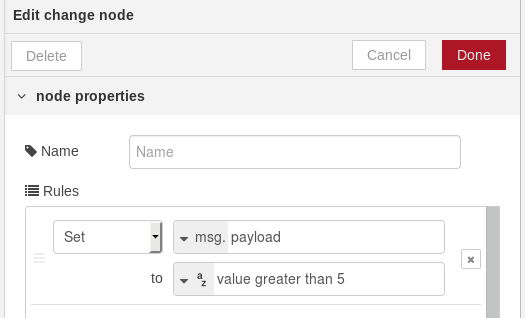 Edit change node
Delete Cancel Done
node properties
Name Name
Rules
Set msg. payload
to az value greater than 5